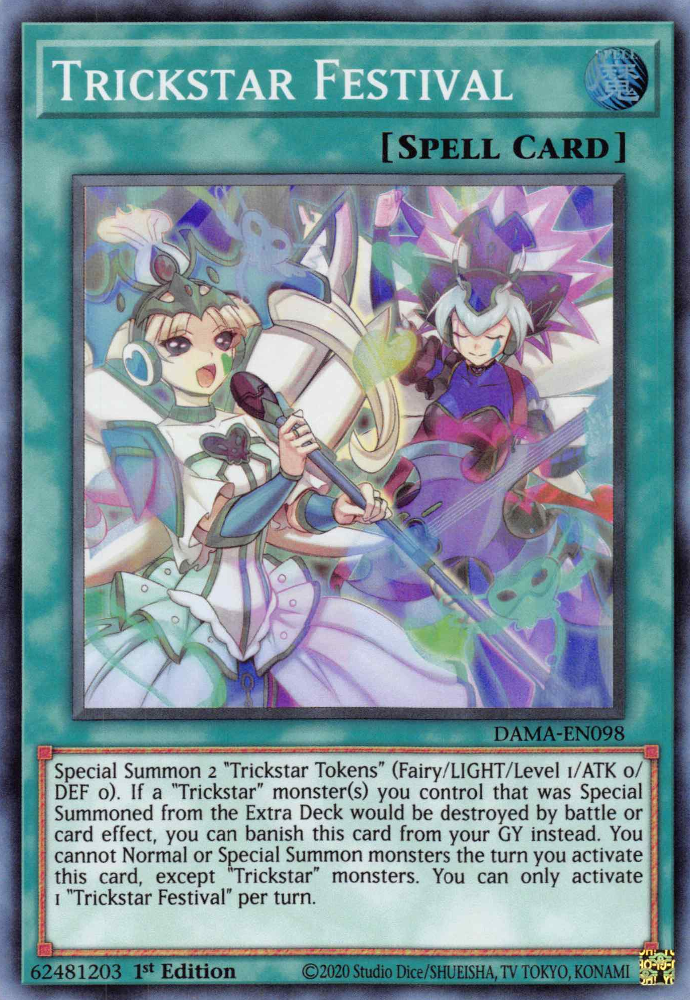 TRICKSTAR FESTIVAL
SPELL
魔
[SPELL CARD]
DAMA-EN098
Special Summon 2 "Trickstar Tokens" (Fairy/LIGHT/Level 1/ATK 0/
DEF 0). If a "Trickstar" monster(s) you control that was Special
Summoned from the Extra Deck would be destroyed by battle or
card effect, you can banish this card from your GY instead. You
cannot Normal or Special Summon monsters the turn you activate
this card, except "Trickstar" monsters. You can only activate
1 "Trickstar Festival" per turn.
62481203 1st Edition ©2020 Studio Dice/SHUEISHA, TV TOKYO, KONAMI